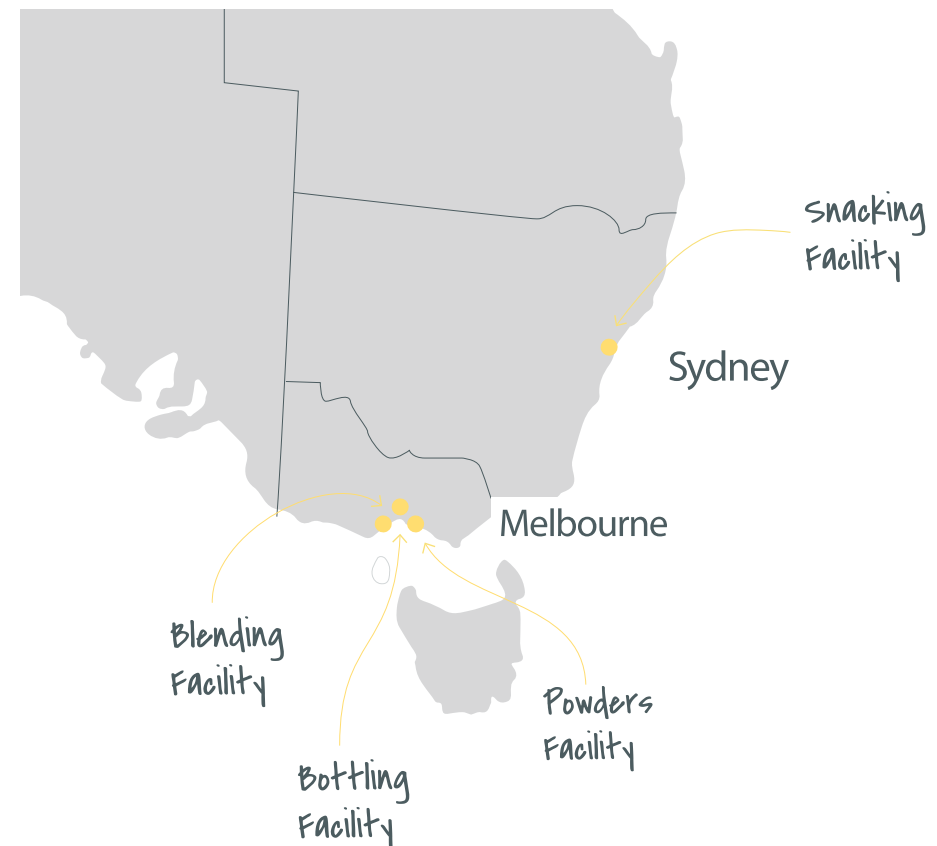 Snacking
Facility
Sydney
Melbourne
Blending
Facility
Powders
Facility
Bottling
Facility